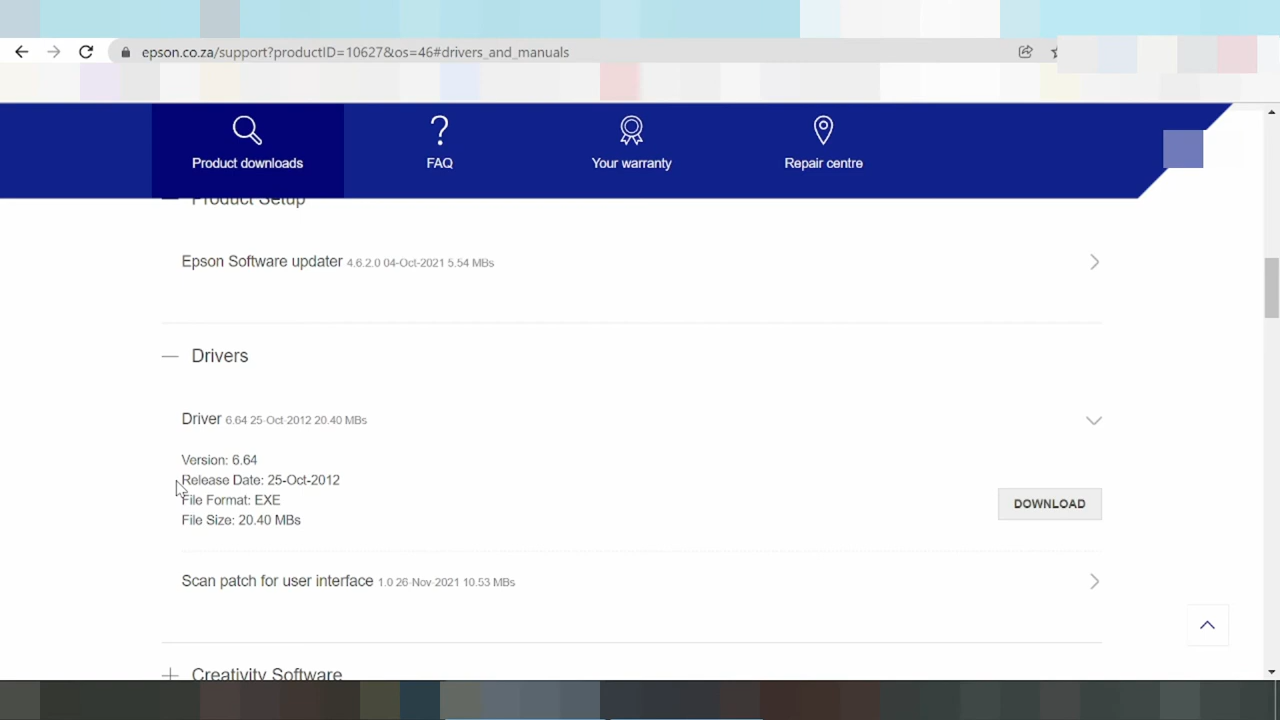 epson.co.za/support?productID=10627&os=46#drivers_and_manuals
Product downloads
FAQ
Your warranty
Repair centre
Product Setup
Epson Software updater 4.6.2.0 04-Oct-2021 5.54 MBs
Drivers
Driver 6.64 25-Oct-2012 20.40 MBs
Version: 6.64
Release Date: 25-Oct-2012
File Format: EXE
File Size: 20.40 MBs
DOWNLOAD
Scan patch for user interface 1.0 26-Nov-2021 10.53 MBs
Creativity Software